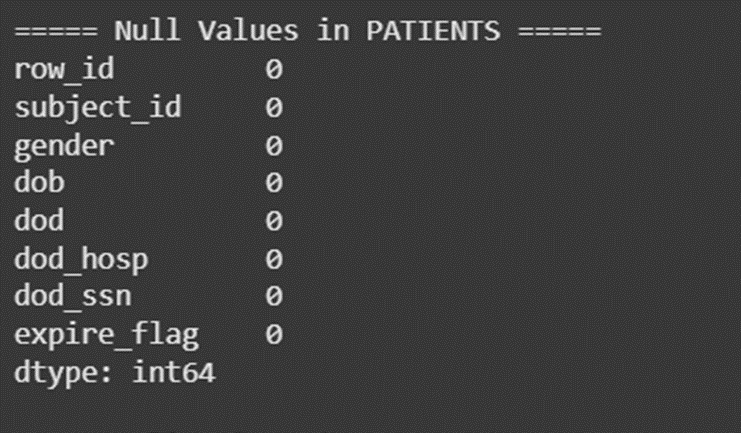 ===== Null Values in PATIENTS =====
row_id 0
subject_id 0
gender 0
dob 0
dod 0
dod_hosp 0
dod_ssn 0
expire_flag 0
dtype: int64